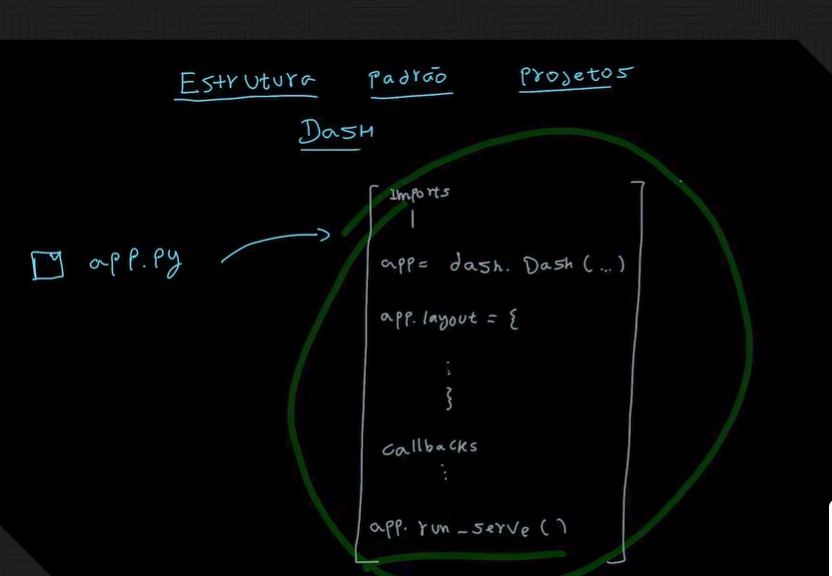 Estrutura Padrão Projetos
Dash
app.py
Imports
app= dash. Dash (...)
app.layout = {
⋮
}
callbacks
⋮
app. run_serve ()